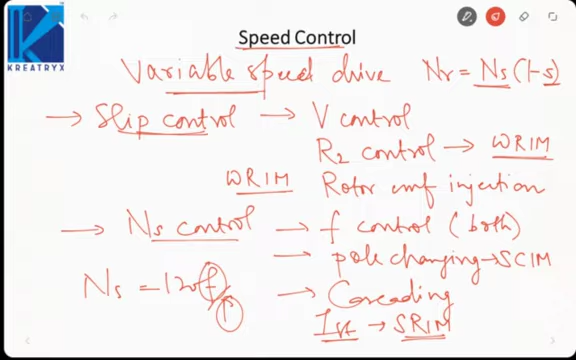 Speed Control
KREATRYX
Variable speed drive Nr = Ns(1-s)
→ Slip control → V control
R2 control → WRIM
WRIM Rotor emf injection
→ Ns control → f control (both)
→ pole changing → SCIM
Ns = 120f/P → Cascading
Ist → SRIM